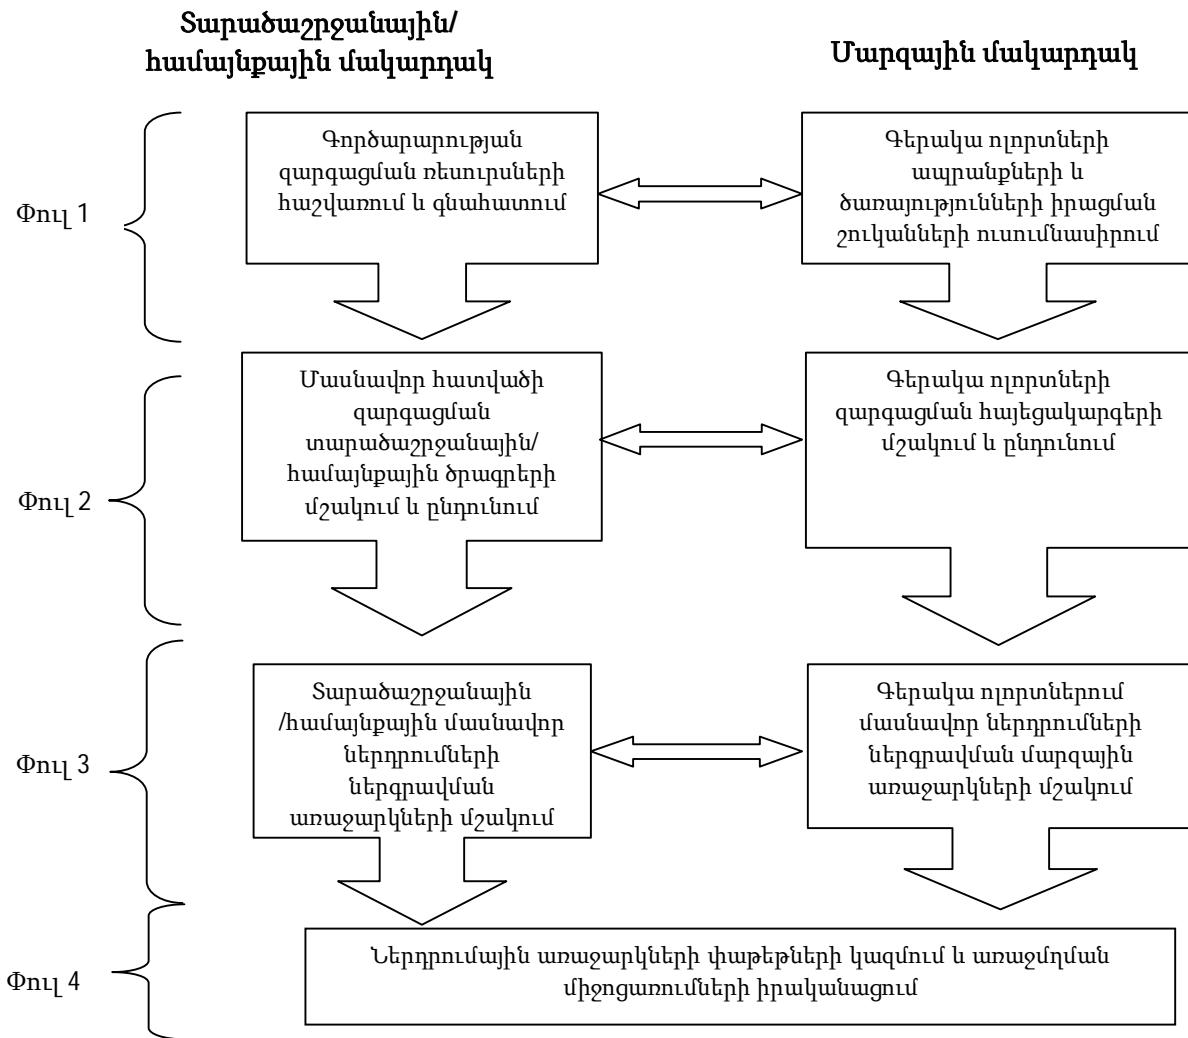 Տարածաշրջանային/
համայնքային մակարդակ
Մարզային մակարդակ
Փուլ 1
Գործարարության
զարգացման ռեսուրսների
հաշվառում և գնահատում
Գերակա ոլորտների
ապրանքների և
ծառայությունների իրացման
շուկաների ուսումնասիրում
Փուլ 2
Մասնավոր հատվածի
զարգացման
տարածաշրջանային/
համայնքային ծրագրերի
մշակում և ընդունում
Գերակա ոլորտների
զարգացման հայեցակարգերի
մշակում և ընդունում
Փուլ 3
Տարածաշրջանային
/համայնքային մասնավոր
ներդրումների
ներգրավման
առաջարկների մշակում
Գերակա ոլորտներում
մասնավոր ներդրումների
ներգրավման մարզային
առաջարկների մշակում
Փուլ 4
Ներդրումային առաջարկների փաթեթների կազմում և առաջմղման
միջոցառումների իրականացում